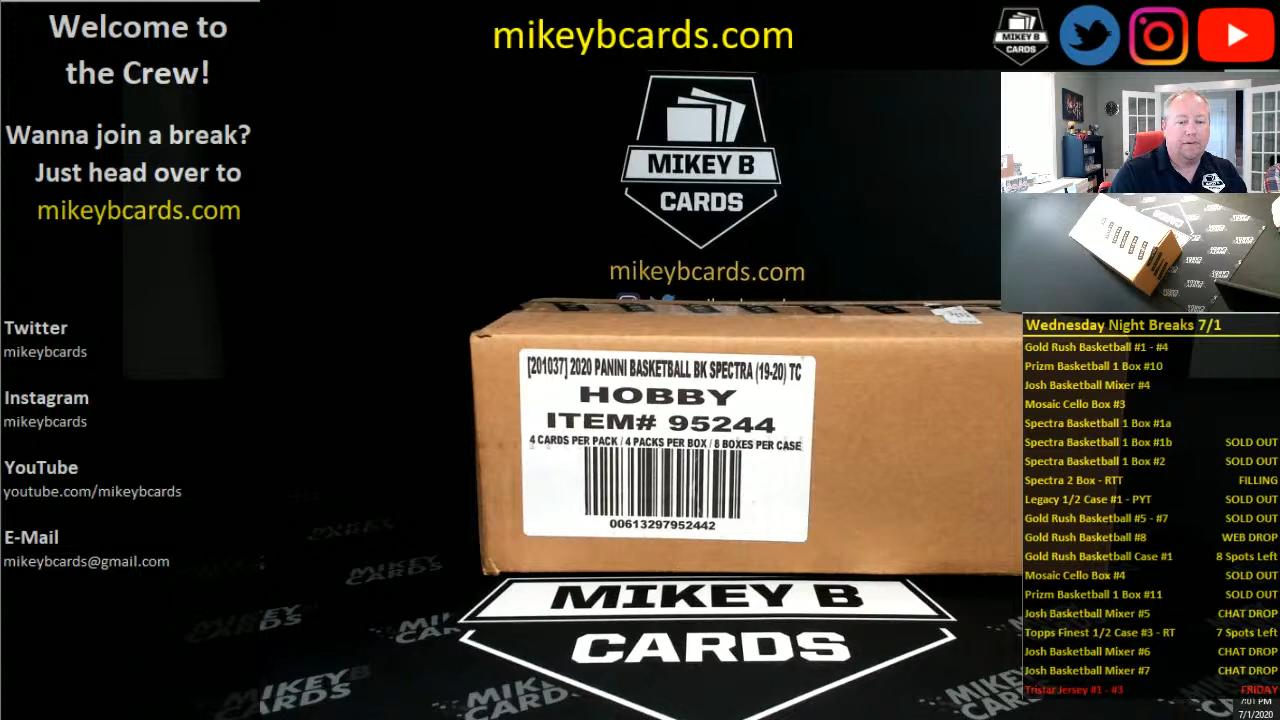 Welcome to
the Crew!
Wanna join a break?
Just head over to
mikeybcards.com
Twitter
mikeybcards
Instagram
mikeybcards
YouTube
youtube.com/mikeybcards
E-Mail
mikeybcards@gmail.com
mikeybcards.com
MIKEY B
CARDS
mikeybcards.com
[201037] 2020 PANINI BASKETBALL BK SPECTRA (19-20) TC
HOBBY
ITEM# 95244
4 CARDS PER PACK / 4 PACKS PER BOX / 8 BOXES PER CASE
00613297952442
MIKEY B
CARDS
MIKEY B
CARDS
Wednesday Night Breaks 7/1
Gold Rush Basketball #1 - #4
Prizm Basketball 1 Box #10
Josh Basketball Mixer #4
Mosaic Cello Box #3
Spectra Basketball 1 Box #1a
Spectra Basketball 1 Box #1b SOLD OUT
Spectra Basketball 1 Box #2 SOLD OUT
Spectra 2 Box - RTT FILLING
Legacy 1/2 Case #1 - PYT SOLD OUT
Gold Rush Basketball #5 - #7 SOLD OUT
Gold Rush Basketball #8 WEB DROP
Gold Rush Basketball Case #1 8 Spots Left
Mosaic Cello Box #4 SOLD OUT
Prizm Basketball 1 Box #11 SOLD OUT
Josh Basketball Mixer #5 CHAT DROP
Topps Finest 1/2 Case #3 - RT 7 Spots Left
Josh Basketball Mixer #6 CHAT DROP
Josh Basketball Mixer #7 CHAT DROP
Tristar Jersey #1 - #3 FRIDAY
7:01 PM
7/1/2020